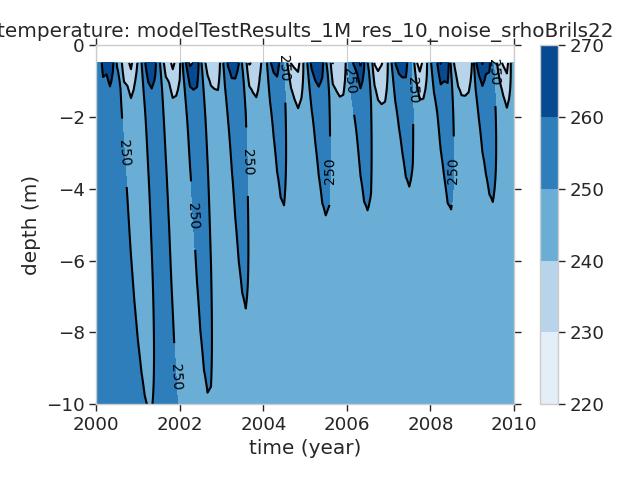 temperature: modelTestResults_1M_res_10_noise_srhoBrils22
0
−2
−4
−6
−8
−10
depth (m)
2000 2002 2004 2006 2008 2010
time (year)
250 250 250 250 250 250 250 250 250 250
270
260
250
240
230
220